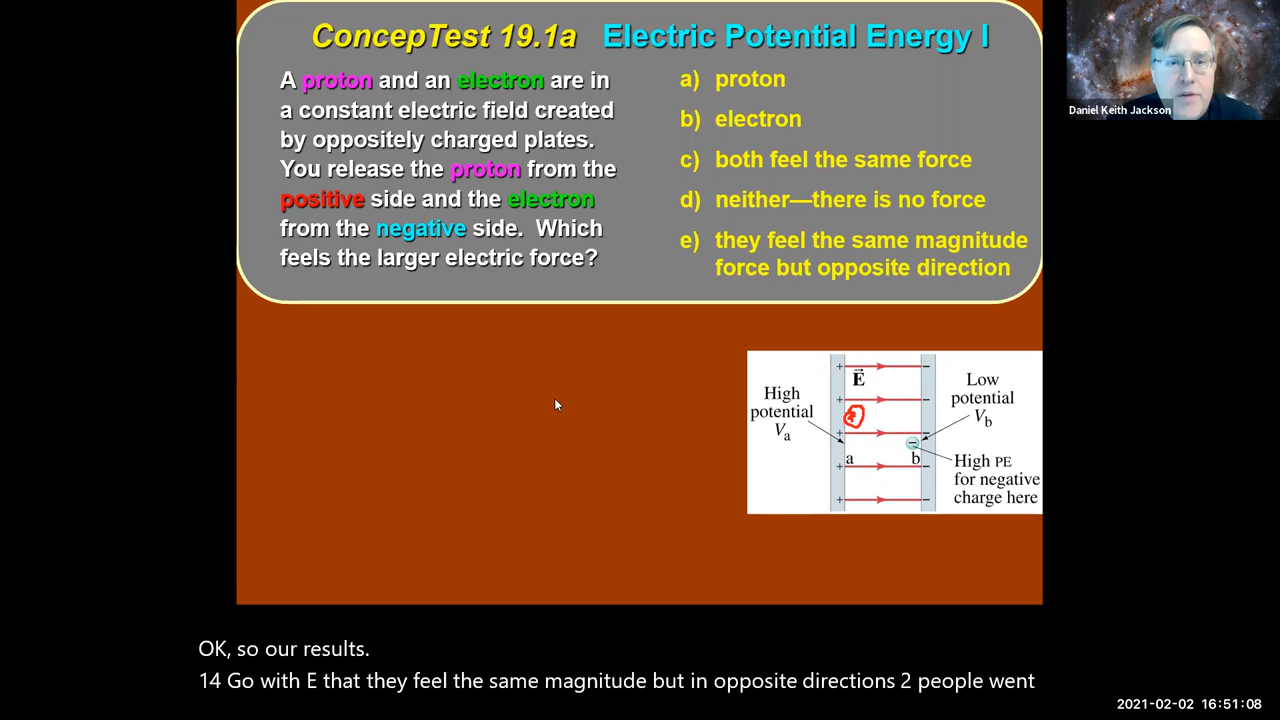 ConcepTest 19.1a Electric Potential Energy I
A proton and an electron are in
a constant electric field created
by oppositely charged plates.
You release the proton from the
positive side and the electron
from the negative side. Which
feels the larger electric force?
a) proton
b) electron
c) both feel the same force
d) neither—there is no force
e) they feel the same magnitude
force but opposite direction
Daniel Keith Jackson
High
potential
Va
E
a
b
Low
potential
Vb
High PE
for negative
charge here
OK, so our results.
14 Go with E that they feel the same magnitude but in opposite directions 2 people went
2021-02-02 16:51:08